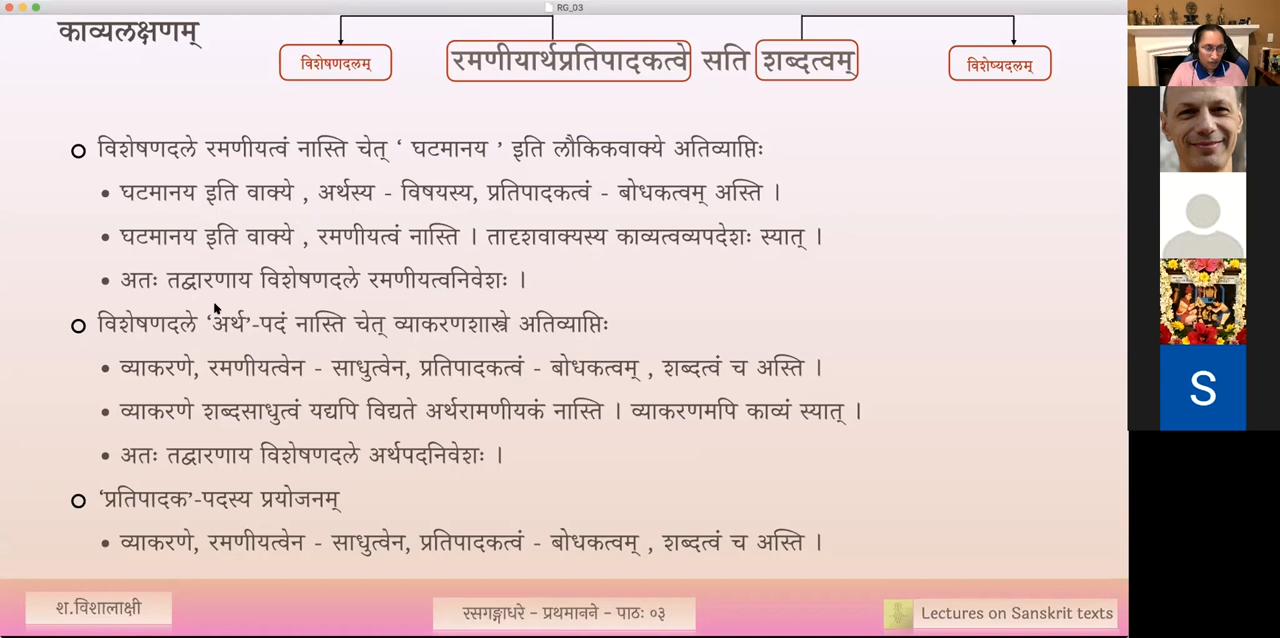 RG_03
काव्यलक्षणम्
विशेषणदलम् रमणीयार्थप्रतिपादकत्वे सति शब्दत्वम् विशेष्यदलम्
विशेषणदले रमणीयत्वं नास्ति चेत् ‘ घटमानय ’ इति लौकिकवाक्ये अतिव्याप्तिः
घटमानय इति वाक्ये , अर्थस्य - विषयस्य, प्रतिपादकत्वं - बोधकत्वम् अस्ति ।
घटमानय इति वाक्ये , रमणीयत्वं नास्ति । तादृशवाक्यस्य काव्यत्वव्यपदेशः स्यात् ।
अतः तद्वारणाय विशेषणदले रमणीयत्वनिवेशः ।
विशेषणदले ‘अर्थ’-पदं नास्ति चेत् व्याकरणशास्त्रे अतिव्याप्तिः
व्याकरणे, रमणीयत्वेन - साधुत्वेन, प्रतिपादकत्वं - बोधकत्वम् , शब्दत्वं च अस्ति ।
व्याकरणे शब्दसाधुत्वं यद्यपि विद्यते अर्थरामणीयकं नास्ति । व्याकरणमपि काव्यं स्यात् ।
अतः तद्वारणाय विशेषणदले अर्थपदनिवेशः ।
‘प्रतिपादक’-पदस्य प्रयोजनम्
व्याकरणे, रमणीयत्वेन - साधुत्वेन, प्रतिपादकत्वं - बोधकत्वम् , शब्दत्वं च अस्ति ।
श.विशालाक्षी
रसगङ्गाधरे - प्रथमानने - पाठः ०३
Lectures on Sanskrit texts
S